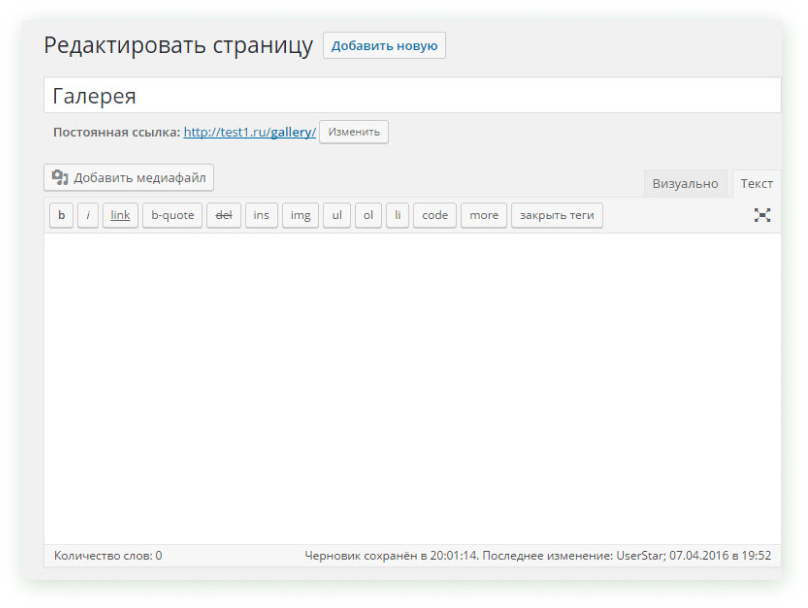 Редактировать страницу Добавить новую
Галерея
Постоянная ссылка: http://test1.ru/gallery/ Изменить
Добавить медиафайл
Визуально Текст
b i link b-quote del ins img ul ol li code more закрыть теги
Количество слов: 0 Черновик сохранён в 20:01:14. Последнее изменение: UserStar; 07.04.2016 в 19:52